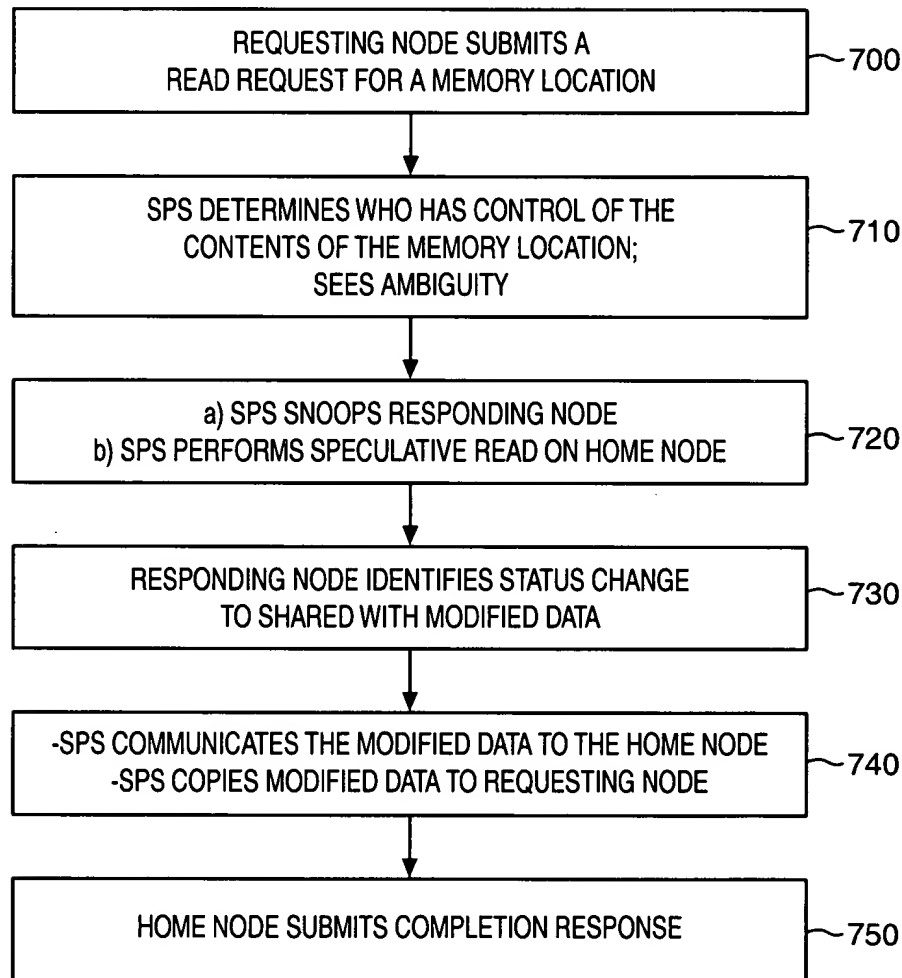 REQUESTING NODE SUBMITS A
READ REQUEST FOR A MEMORY LOCATION
700
SPS DETERMINES WHO HAS CONTROL OF THE
CONTENTS OF THE MEMORY LOCATION;
SEES AMBIGUITY
710
a) SPS SNOOPS RESPONDING NODE
b) SPS PERFORMS SPECULATIVE READ ON HOME NODE
720
RESPONDING NODE IDENTIFIES STATUS CHANGE
TO SHARED WITH MODIFIED DATA
730
-SPS COMMUNICATES THE MODIFIED DATA TO THE HOME NODE
-SPS COPIES MODIFIED DATA TO REQUESTING NODE
740
HOME NODE SUBMITS COMPLETION RESPONSE
750